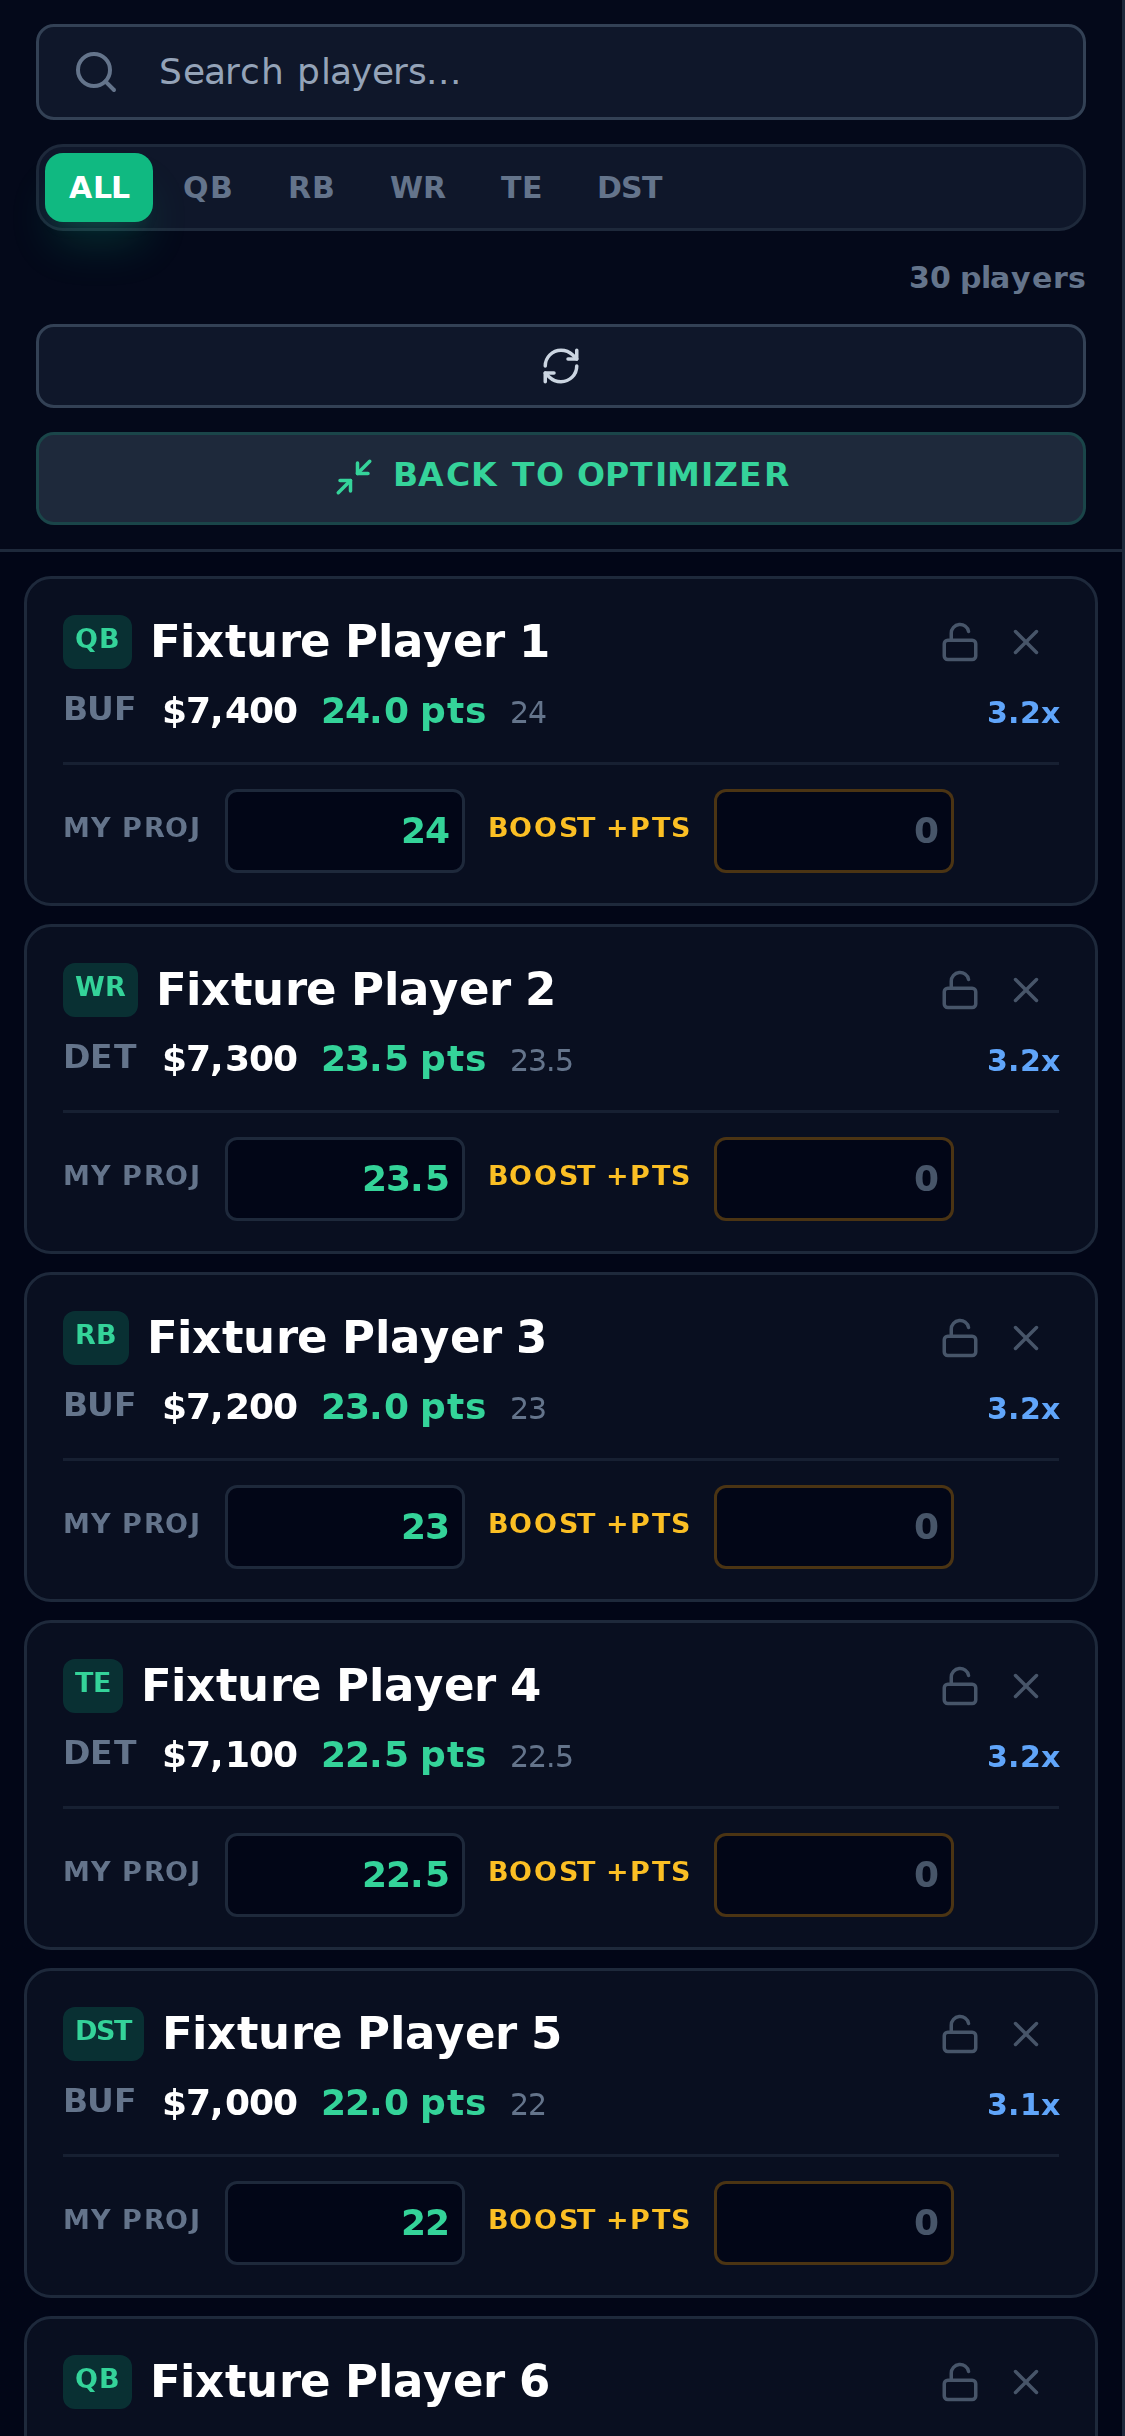 Search players...
ALL QB RB WR TE DST
30 players
BACK TO OPTIMIZER
QB Fixture Player 1
BUF $7,400 24.0 pts 24 3.2x
MY PROJ 24 BOOST +PTS 0
WR Fixture Player 2
DET $7,300 23.5 pts 23.5 3.2x
MY PROJ 23.5 BOOST +PTS 0
RB Fixture Player 3
BUF $7,200 23.0 pts 23 3.2x
MY PROJ 23 BOOST +PTS 0
TE Fixture Player 4
DET $7,100 22.5 pts 22.5 3.2x
MY PROJ 22.5 BOOST +PTS 0
DST Fixture Player 5
BUF $7,000 22.0 pts 22 3.1x
MY PROJ 22 BOOST +PTS 0
QB Fixture Player 6